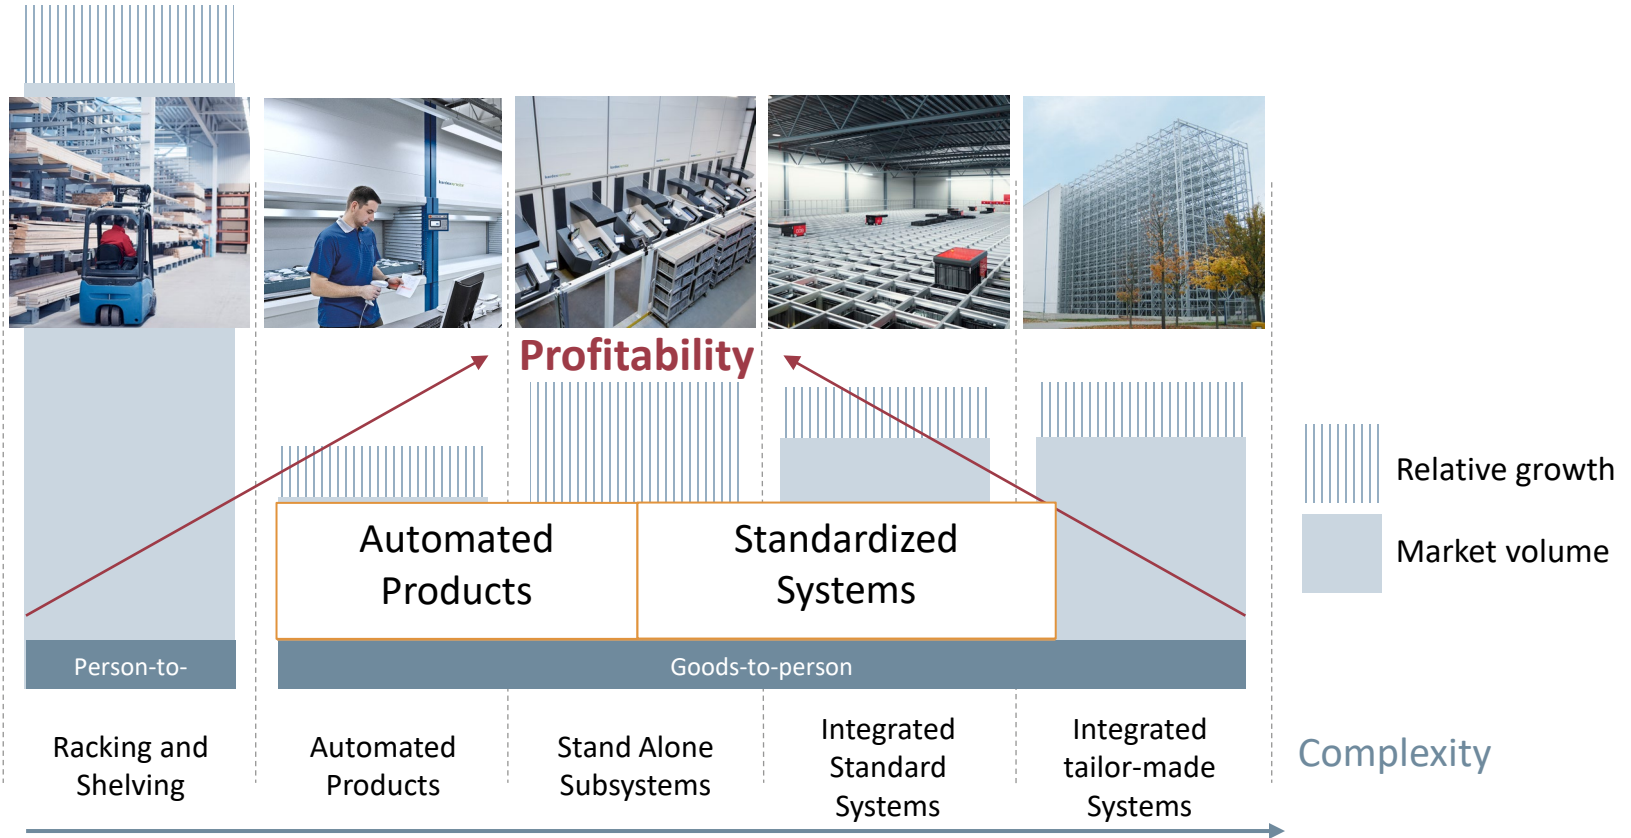 Profitability
Relative growth
Market volume
Automated
Products
Standardized
Systems
Person-to-
Goods-to-person
Racking and
Shelving
Automated
Products
Stand Alone
Subsystems
Integrated
Standard
Systems
Integrated
tailor-made
Systems
Complexity